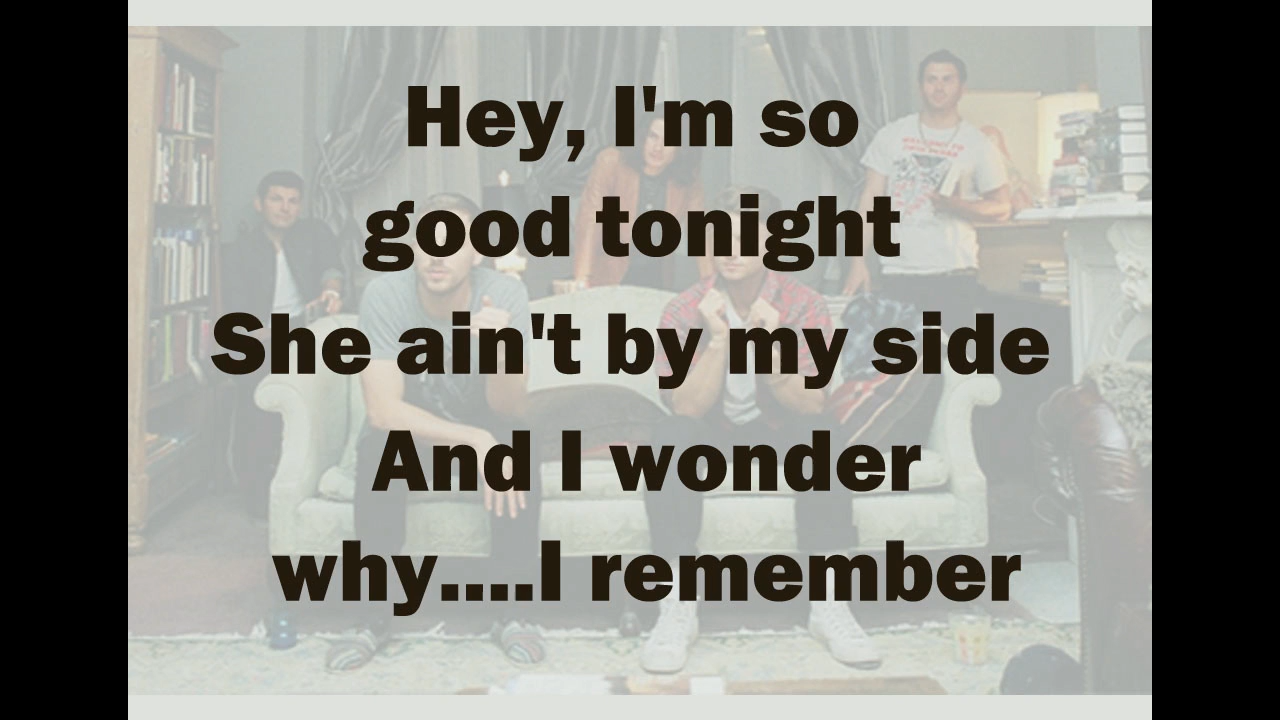 Hey, I'm so
good tonight
She ain't by my side
And I wonder
why....I remember